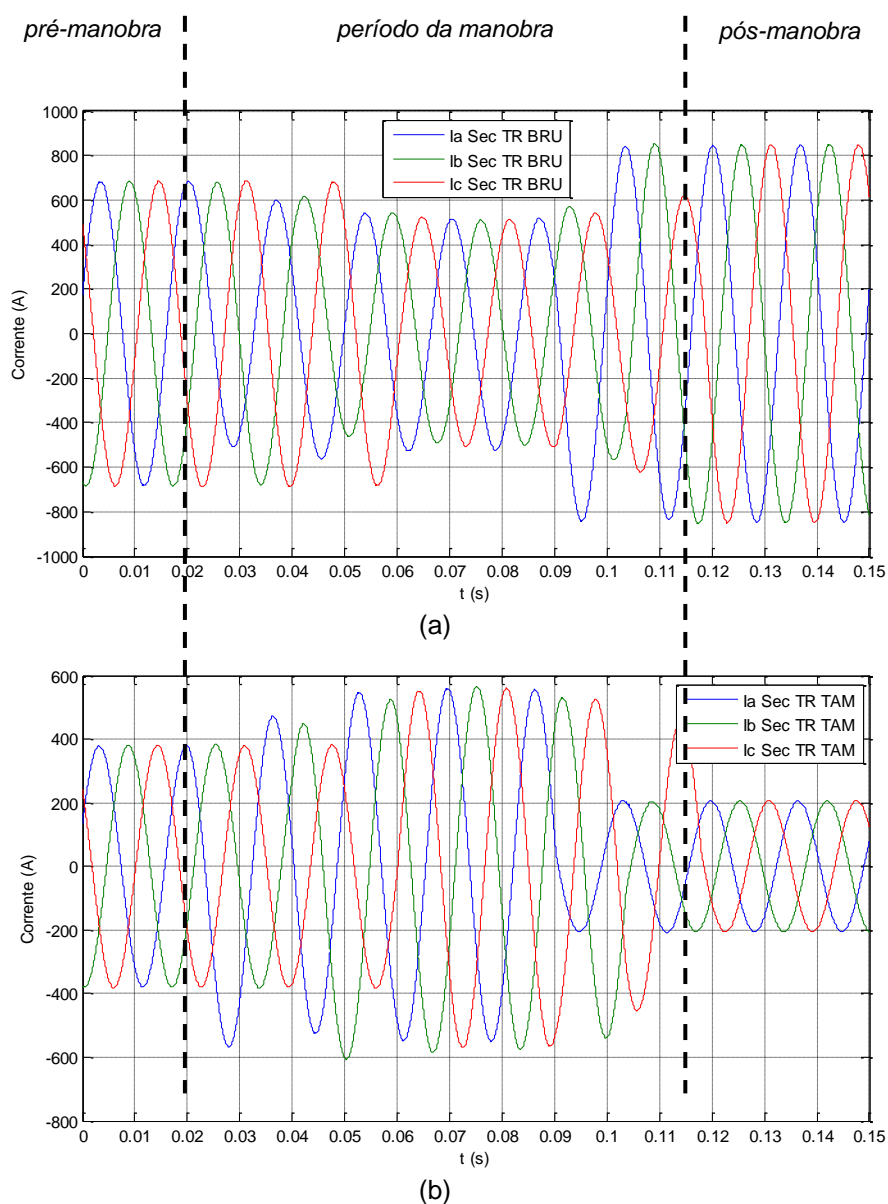 pré-manobra período da manobra pós-manobra
1000
800
600
400
200
0
-200
-400
-600
-800
-1000
Corrente (A)
Ia Sec TR BRU
Ib Sec TR BRU
Ic Sec TR BRU
0 0.01 0.02 0.03 0.04 0.05 0.06 0.07 0.08 0.09 0.1 0.11 0.12 0.13 0.14 0.15
t (s)
(a)
600
400
200
0
-200
-400
-600
-800
Corrente (A)
Ia Sec TR TAM
Ib Sec TR TAM
Ic Sec TR TAM
0 0.01 0.02 0.03 0.04 0.05 0.06 0.07 0.08 0.09 0.1 0.11 0.12 0.13 0.14 0.15
t (s)
(b)